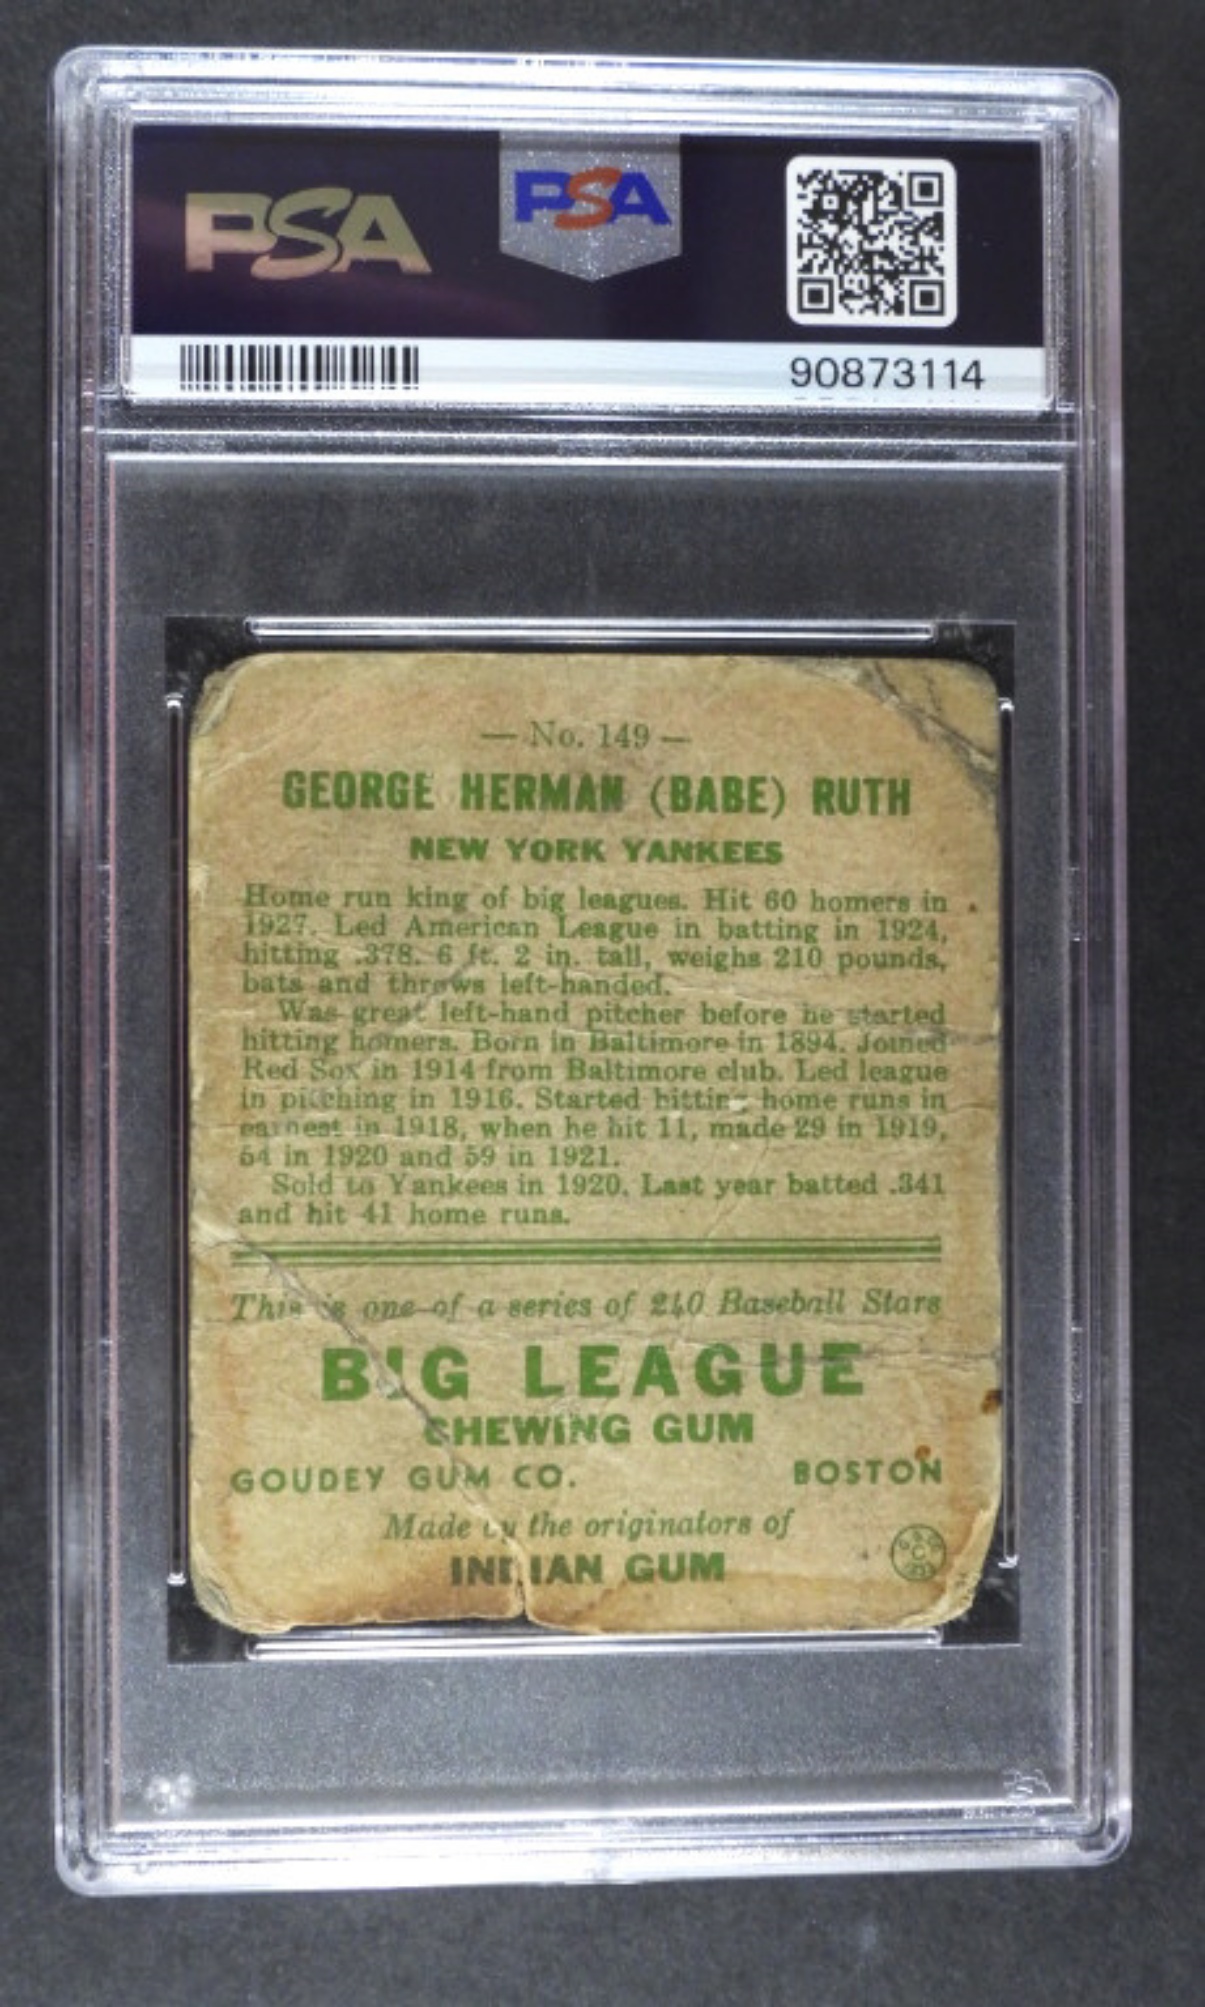 PSA
PSA
90873114
— No. 149 —
GEORGE HERMAN (BABE) RUTH
NEW YORK YANKEES
Home run king of big leagues. Hit 60 homers in
1927. Led American League in batting in 1924,
hitting .378. 6 ft. 2 in. tall, weighs 210 pounds,
bats and throws left-handed.
Was great left-hand pitcher before he started
hitting homers. Born in Baltimore in 1894. Joined
Red Sox in 1914 from Baltimore club. Led league
in pitching in 1916. Started hitting home runs in
earnest in 1918, when he hit 11, made 29 in 1919,
54 in 1920 and 59 in 1921.
Sold to Yankees in 1920. Last year batted .341
and hit 41 home runs.
This is one of a series of 240 Baseball Stars
BIG LEAGUE
CHEWING GUM
GOUDEY GUM CO. BOSTON
Made by the originators of
INDIAN GUM